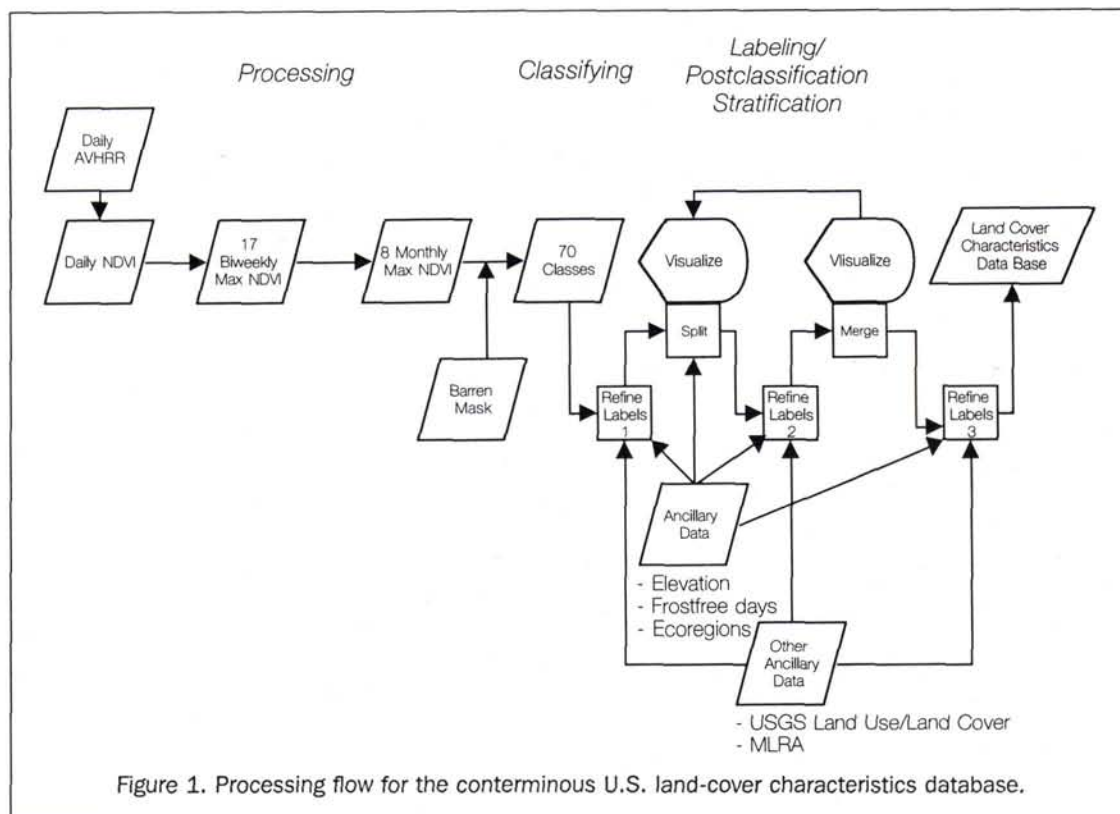 Processing
Classifying
Labeling/
Postclassification
Stratification
Daily
AVHRR
Daily NDVI
17
Biweekly
Max NDVI
8 Monthly
Max NDVI
70
Classes
Barren
Mask
Visualize
Split
Vlisualize
Merge
Land Cover
Characteristics
Data Base
Refine
Labels
1
Refine
Labels
2
Refine
Labels
3
Ancillary
Data
- Elevation
- Frostfree days
- Ecoregions
Other
Ancillary
Data
- USGS Land Use/Land Cover
- MLRA
Figure 1. Processing flow for the conterminous U.S. land-cover characteristics database.